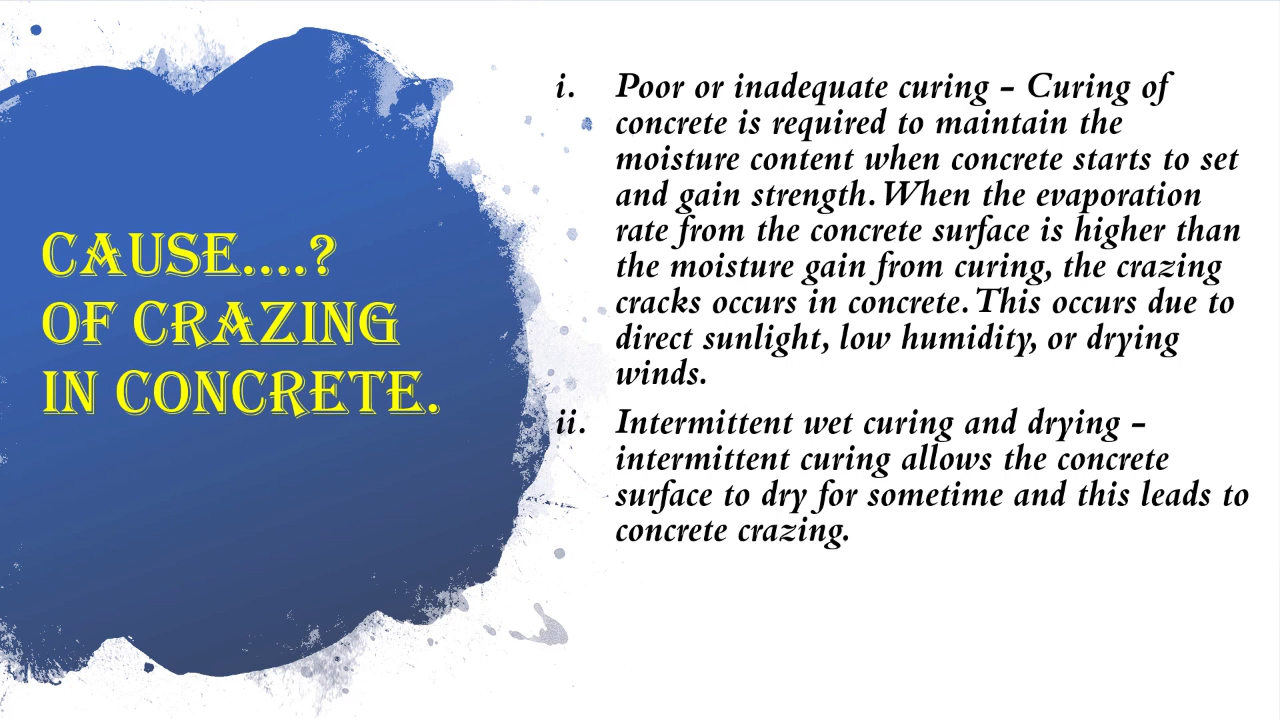 CAUSE....?
OF CRAZING
IN CONCRETE.
i. Poor or inadequate curing – Curing of
concrete is required to maintain the
moisture content when concrete starts to set
and gain strength. When the evaporation
rate from the concrete surface is higher than
the moisture gain from curing, the crazing
cracks occurs in concrete. This occurs due to
direct sunlight, low humidity, or drying
winds.
ii. Intermittent wet curing and drying –
intermittent curing allows the concrete
surface to dry for sometime and this leads to
concrete crazing.